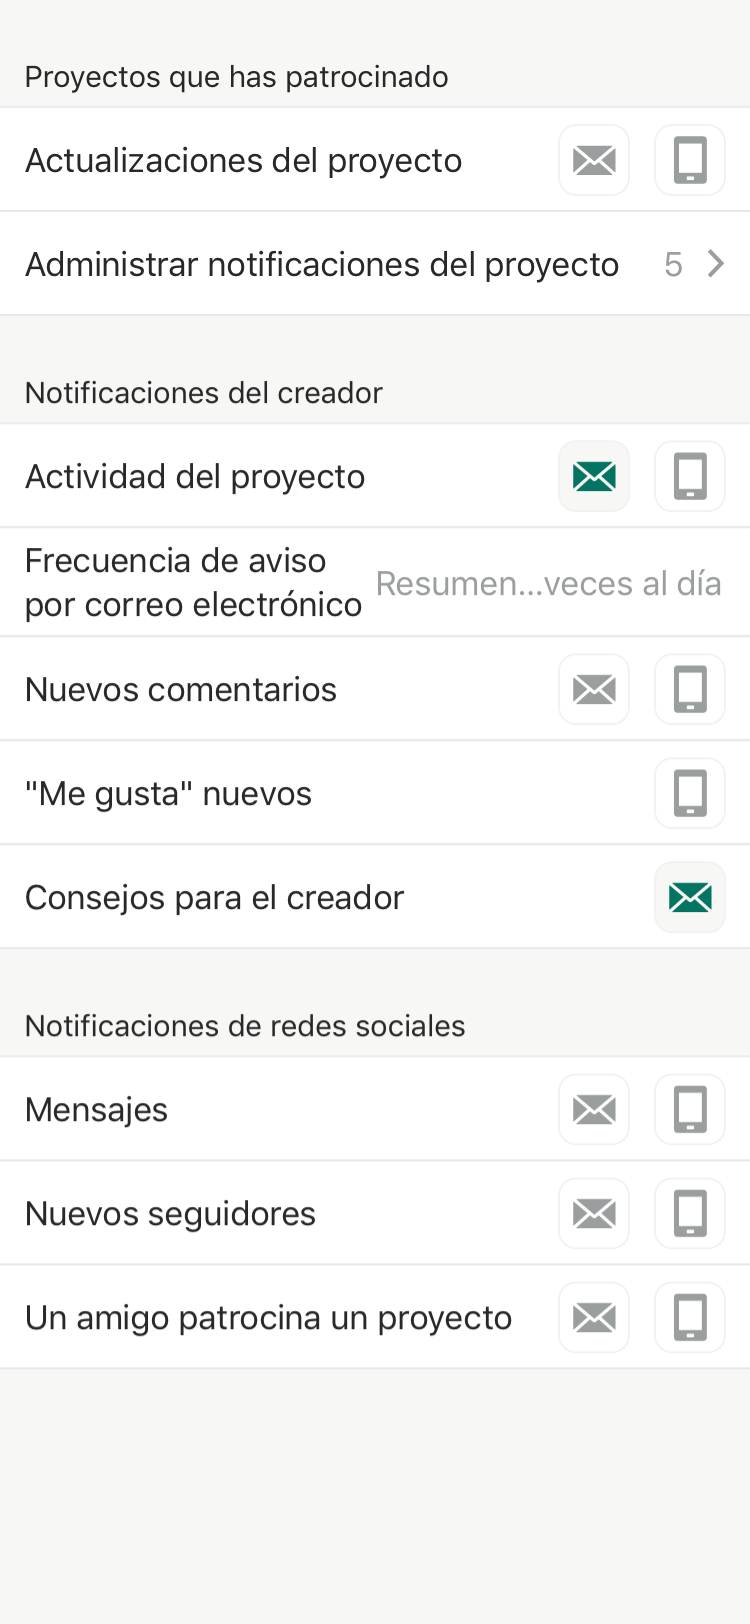 Proyectos que has patrocinado
Actualizaciones del proyecto
Administrar notificaciones del proyecto 5
Notificaciones del creador
Actividad del proyecto
Frecuencia de aviso
por correo electrónico
Resumen...veces al día
Nuevos comentarios
"Me gusta" nuevos
Consejos para el creador
Notificaciones de redes sociales
Mensajes
Nuevos seguidores
Un amigo patrocina un proyecto